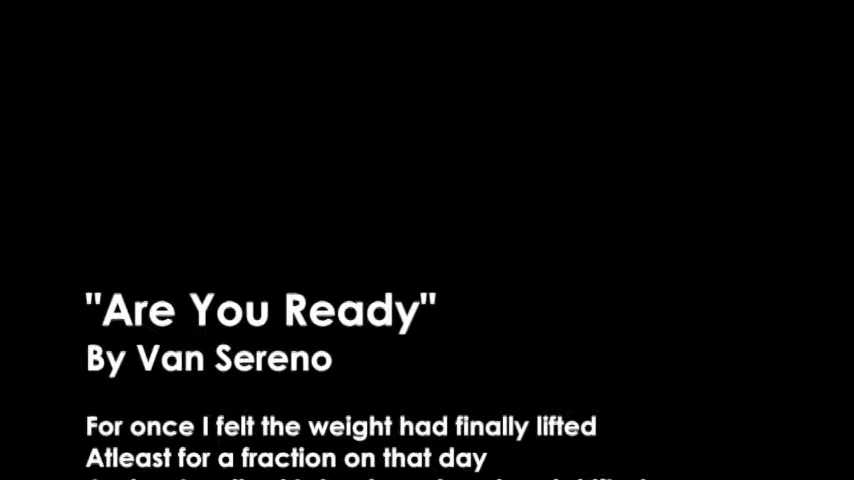 "Are You Ready"
By Van Sereno
For once I felt the weight had finally lifted
Atleast for a fraction on that day